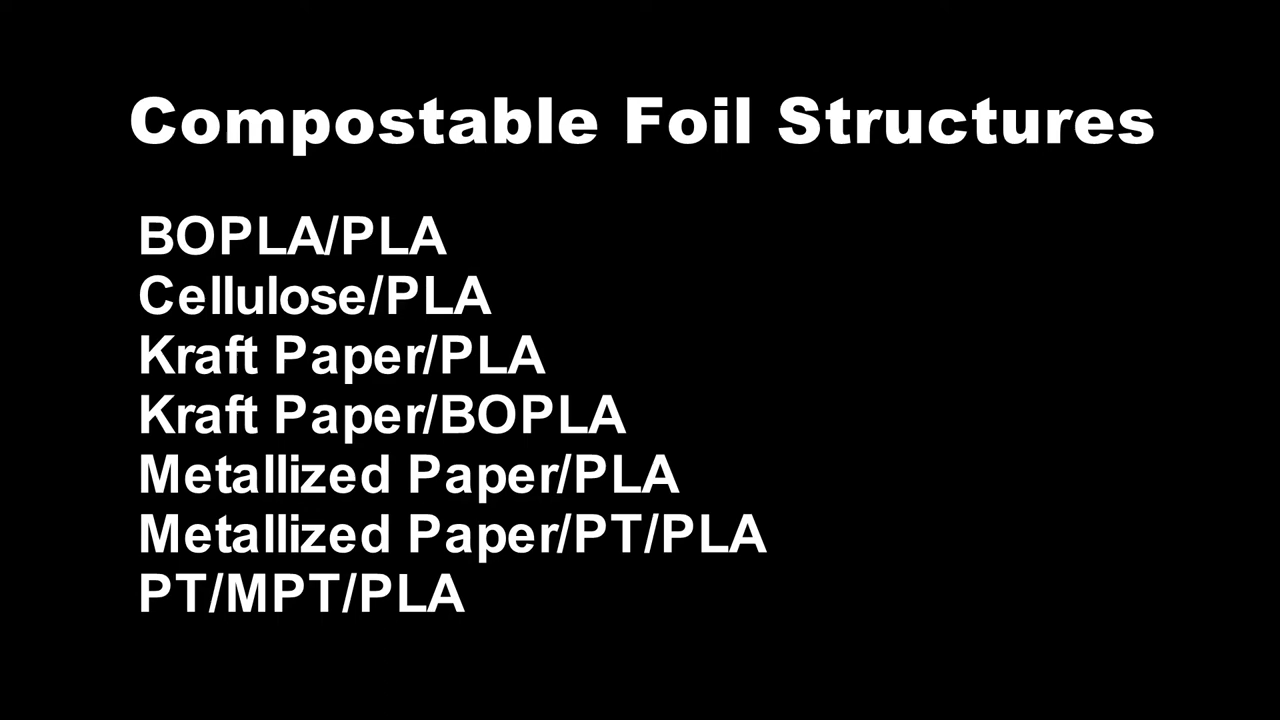 Compostable Foil Structures
BOPLA/PLA
Cellulose/PLA
Kraft Paper/PLA
Kraft Paper/BOPLA
Metallized Paper/PLA
Metallized Paper/PT/PLA
PT/MPT/PLA